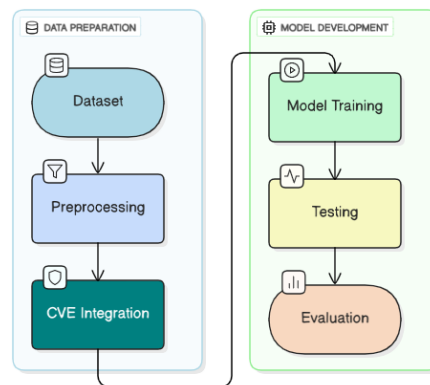 DATA PREPARATION
Dataset
Preprocessing
CVE Integration
MODEL DEVELOPMENT
Model Training
Testing
Evaluation